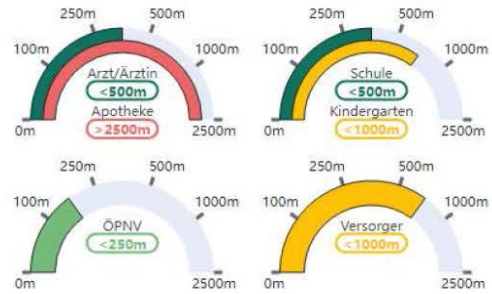 250m 500m
100m 1000m
Arzt/Ärztin
<500m
Apotheke
>2500m
0m 2500m
250m 500m
100m 1000m
Schule
<500m
Kindergarten
<1000m
0m 2500m
250m 500m
100m 1000m
ÖPNV
<250m
0m 2500m
250m 500m
100m 1000m
Versorger
<1000m
0m 2500m